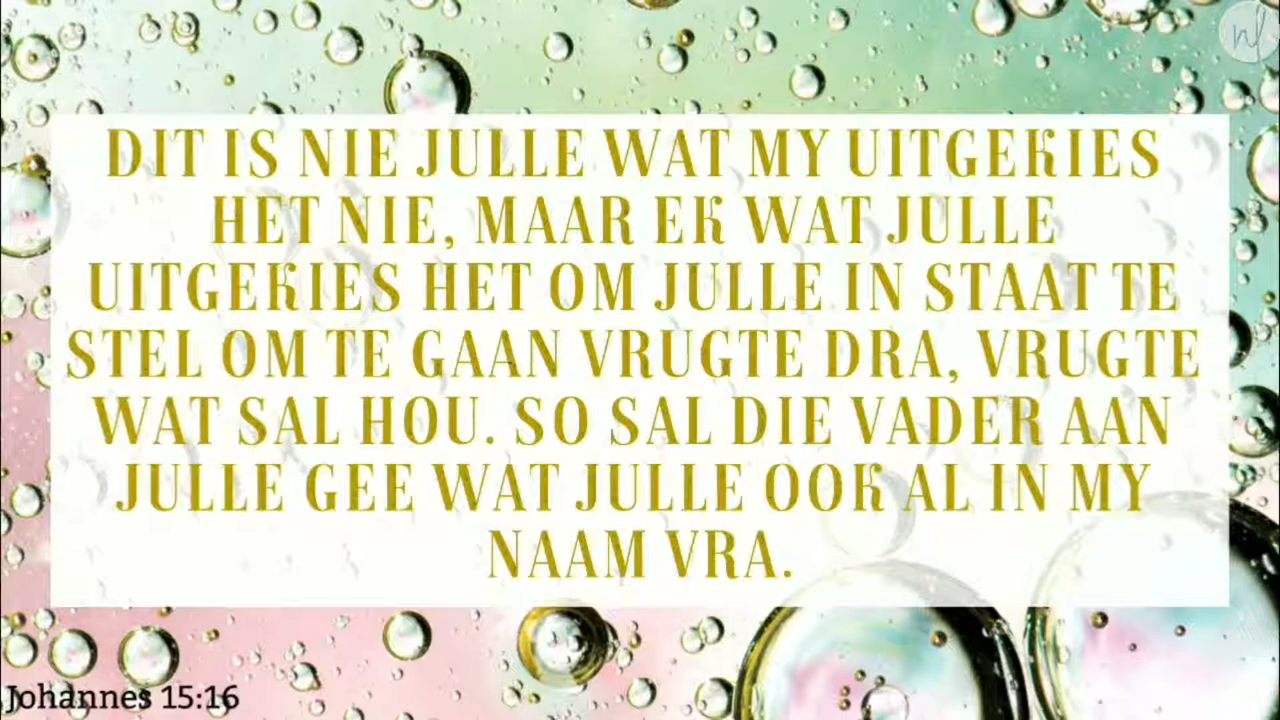 DIT IS NIE JULLE WAT MY UITGEKIES
HET NIE, MAAR EK WAT JULLE
UITGEKIES HET OM JULLE IN STAAT TE
STEL OM TE GAAN VRUGTE DRA, VRUGTE
WAT SAL HOU. SO SAL DIE VADER AAN
JULLE GEE WAT JULLE OOK AL IN MY
NAAM VRA.
Johannes 15:16